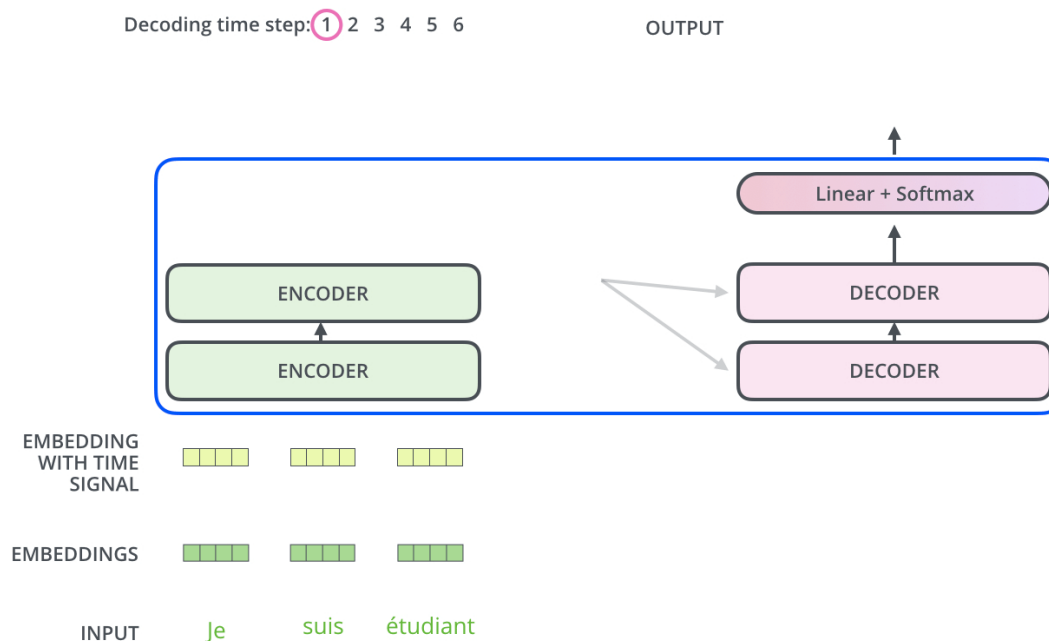 Decoding time step: 1 2 3 4 5 6
OUTPUT
Linear + Softmax
ENCODER
DECODER
ENCODER
DECODER
EMBEDDING
WITH TIME
SIGNAL
EMBEDDINGS
INPUT
Je suis étudiant